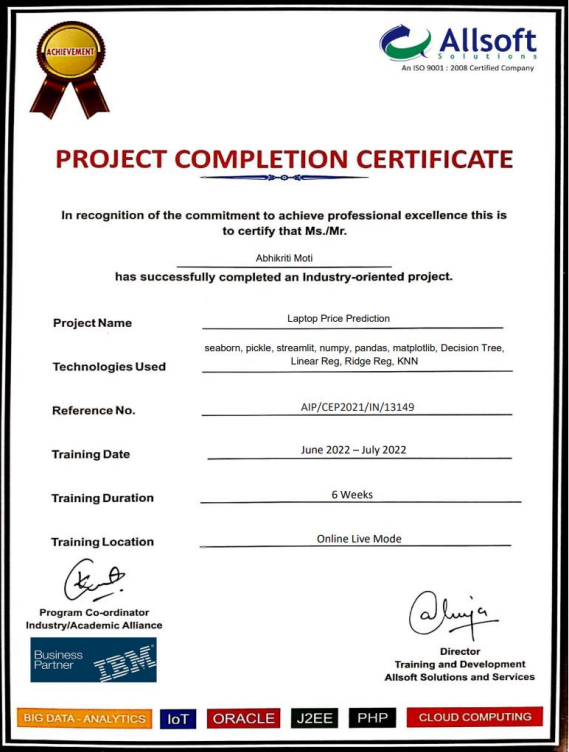 ACHIEVEMENT
Allsoft
Solutions
An ISO 9001 : 2008 Certified Company
PROJECT COMPLETION CERTIFICATE
In recognition of the commitment to achieve professional excellence this is
to certify that Ms./Mr.
Abhikriti Moti
has successfully completed an Industry-oriented project.
Project Name
Laptop Price Prediction
Technologies Used
seaborn, pickle, streamlit, numpy, pandas, matplotlib, Decision Tree,
Linear Reg, Ridge Reg, KNN
Reference No.
AIP/CEP2021/IN/13149
Training Date
June 2022 – July 2022
Training Duration
6 Weeks
Training Location
Online Live Mode
Program Co-ordinator
Industry/Academic Alliance
Business
Partner
IBM
Director
Training and Development
Allsoft Solutions and Services
BIG DATA - ANALYTICS
IoT
ORACLE
J2EE
PHP
CLOUD COMPUTING